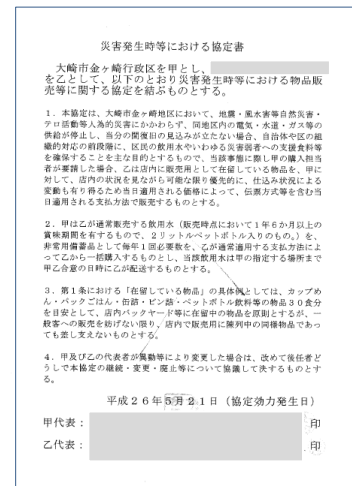 災害発生時等における協定書
大崎市金ヶ崎行政区を甲とし、
を乙として、以下のとおり災害発生時等における物品販
売等に関する協定を結ぶものとする。
1．本協定は、大崎市金ヶ崎地区において、地震・風水害等自然災害・
テロ活動等人為的災害にかかわらず、同地区内の電気・水道・ガス等の
供給が停止し、当分の間復旧の見込みが立たない場合、自治体や区の組
織的対応の前段階に、区民の飲用水やいわゆる災害弱者への支援食料等
を確保することを主な目的とするもので、当該事態に際し甲の購入担当
者が要請した場合、乙は店内に販売用として在留している物品を、甲に
対して、店内の状況を見ながら可能な限り優先的に、仕込み状況による
変動も有り得るため当日適用される価格によって、伝票方式等を含む当
日適用される支払方法で販売するものとする。
2．甲は乙が通常販売する飲用水（販売時点において１年６か月以上の
賞味期間を有するもので、２リットルペットボトル入りのもの。）を、
非常用備蓄品として毎年１回必要数を、乙が通常適用する支払方法によ
って乙から一括購入するものとし、当該飲用水は甲の指定する場所まで
甲乙合意の日時に乙が配送するものとする。
3．第１条における「在留している物品」の具体例としては、カップめ
ん・パックごはん・缶詰・ビン詰・ペットボトル飲料等の物品３０食分
を目安として、店内バックヤード等に在留中の物品を原則とするが、一
般客への販売を妨げない限り、店内で販売用に陳列中の同様物品であっ
ても差し支えないものとする。
4．甲及び乙の代表者が異動等により変更した場合は、改めて後任者ど
うしで本協定の継続・変更・廃止等について協議して決するものとす
る。
平成２６年５月２１日（協定効力発生日）
甲代表： 印
乙代表： 印